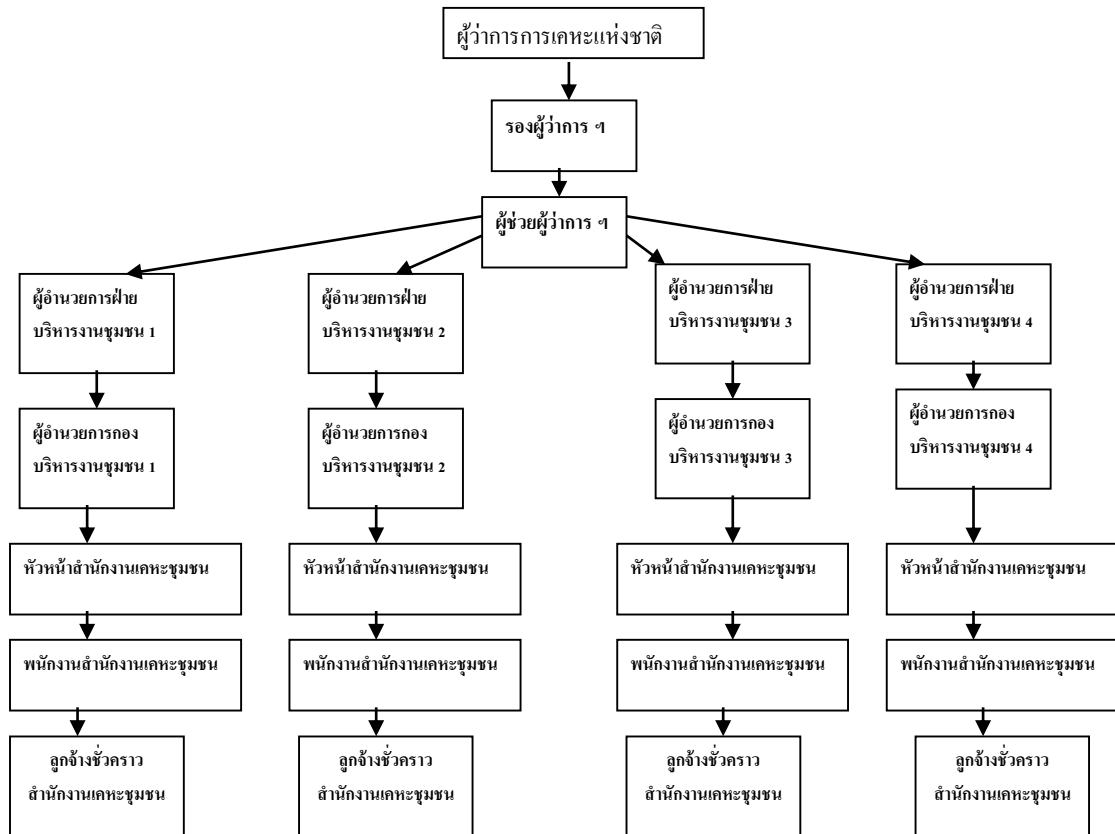 ผู้ว่าการการเคหะแห่งชาติ
รองผู้ว่าการ ฯ
ผู้ช่วยผู้ว่าการ ฯ
ผู้อำนวยการฝ่าย
บริหารงานชุมชน 1
ผู้อำนวยการฝ่าย
บริหารงานชุมชน 2
ผู้อำนวยการฝ่าย
บริหารงานชุมชน 3
ผู้อำนวยการฝ่าย
บริหารงานชุมชน 4
ผู้อำนวยการกอง
บริหารงานชุมชน 1
ผู้อำนวยการกอง
บริหารงานชุมชน 2
ผู้อำนวยการกอง
บริหารงานชุมชน 3
ผู้อำนวยการกอง
บริหารงานชุมชน 4
หัวหน้าสำนักงานเคหะชุมชน
หัวหน้าสำนักงานเคหะชุมชน
หัวหน้าสำนักงานเคหะชุมชน
หัวหน้าสำนักงานเคหะชุมชน
พนักงานสำนักงานเคหะชุมชน
พนักงานสำนักงานเคหะชุมชน
พนักงานสำนักงานเคหะชุมชน
พนักงานสำนักงานเคหะชุมชน
ลูกจ้างชั่วคราว
สำนักงานเคหะชุมชน
ลูกจ้างชั่วคราว
สำนักงานเคหะชุมชน
ลูกจ้างชั่วคราว
สำนักงานเคหะชุมชน
ลูกจ้างชั่วคราว
สำนักงานเคหะชุมชน